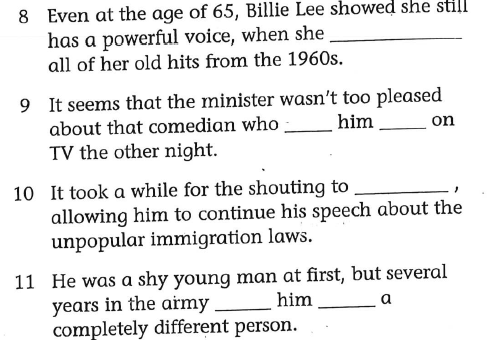 8 Even at the age of 65, Billie Lee showed she still
has a powerful voice, when she ____________
all of her old hits from the 1960s.
9 It seems that the minister wasn't too pleased
about that comedian who _____ him _____ on
TV the other night.
10 It took a while for the shouting to _________ ,
allowing him to continue his speech about the
unpopular immigration laws.
11 He was a shy young man at first, but several
years in the army ______ him ______ a
completely different person.